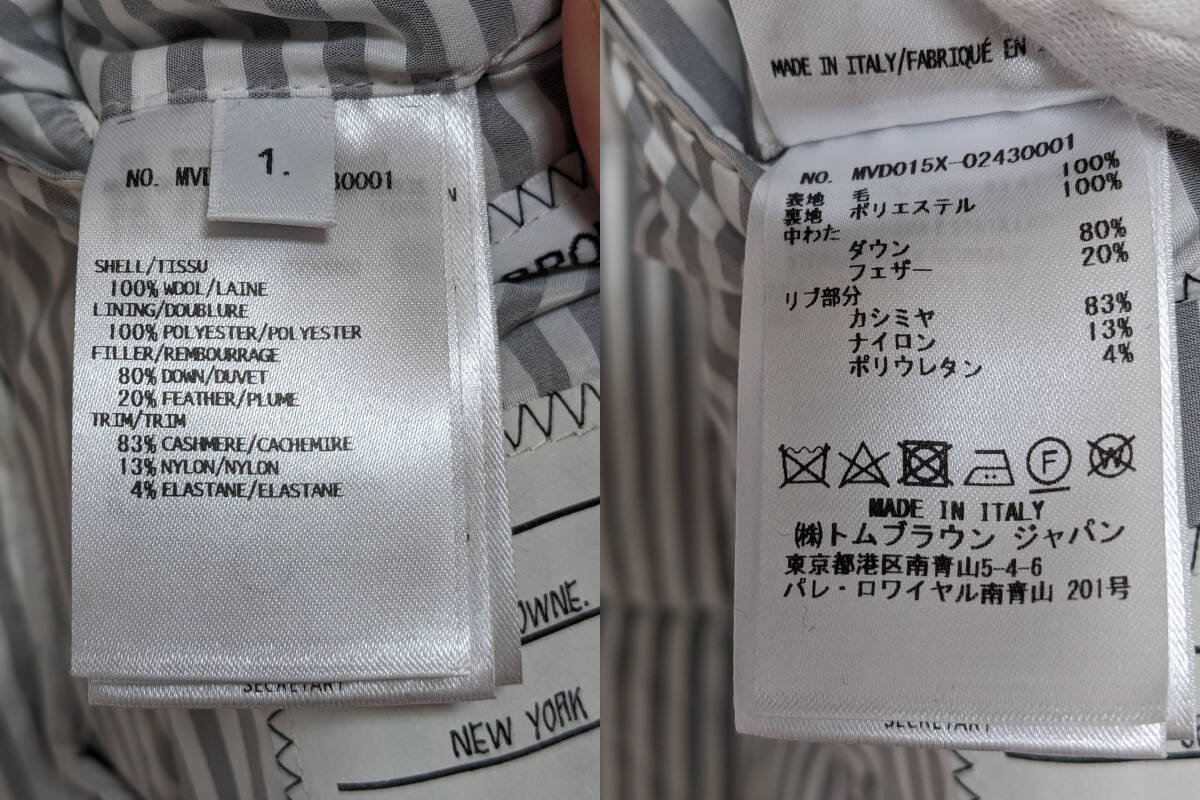 1.
NO. MVD 30001
SHELL/TISSU
100% WOOL/LAINE
LINING/DOUBLURE
100% POLYESTER/POLYESTER
FILLER/REMBOURRAGE
80% DOWN/DUVET
20% FEATHER/PLUME
TRIM/TRIM
83% CASHMERE/CACHEMIRE
13% NYLON/NYLON
4% ELASTANE/ELASTANE
SECRETARY
OWNE.
NEW YORK
MADE IN ITALY/FABRIQUÉ EN
NO. MVD015X-02430001
表地 毛 100%
裏地 ポリエステル 100%
中わた
ダウン 80%
フェザー 20%
リブ部分
カシミヤ 83%
ナイロン 13%
ポリウレタン 4%
F
W
MADE IN ITALY
(株)トムブラウン ジャパン
東京都港区南青山5-4-6
パレ・ロワイヤル南青山 201号
SECRETARY